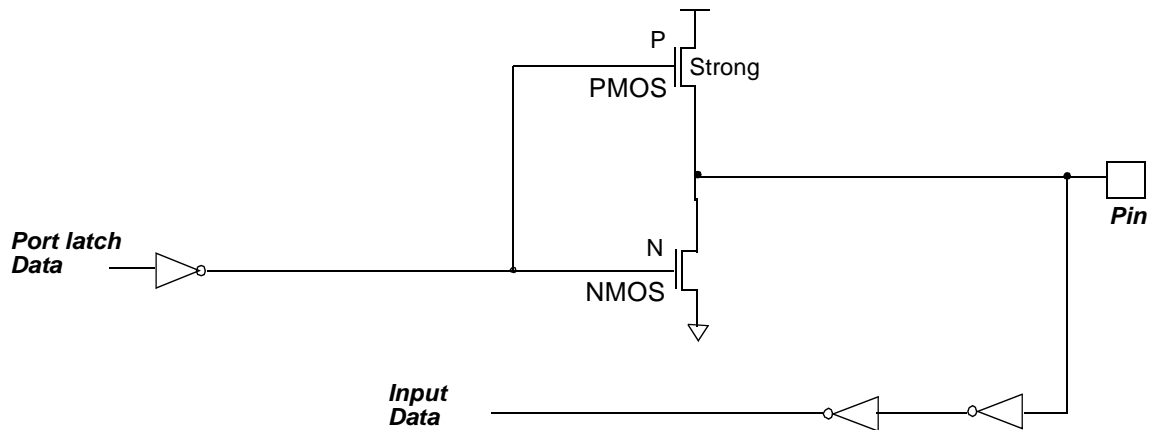 P
Strong
PMOS
Pin
Port latch
Data
N
NMOS
Input
Data